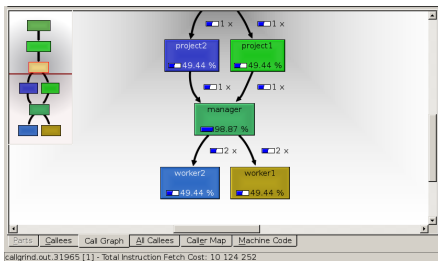 1 x 1 x
project2 project1
49.44 % 49.44 %
1 x 1 x
manager
98.87 %
2 x 2 x
worker2 worker1
49.44 % 49.44 %
Parts Callees Call Graph All Callees Caller Map Machine Code
callgrind.out.31965 [1] - Total Instruction Fetch Cost: 10 124 252